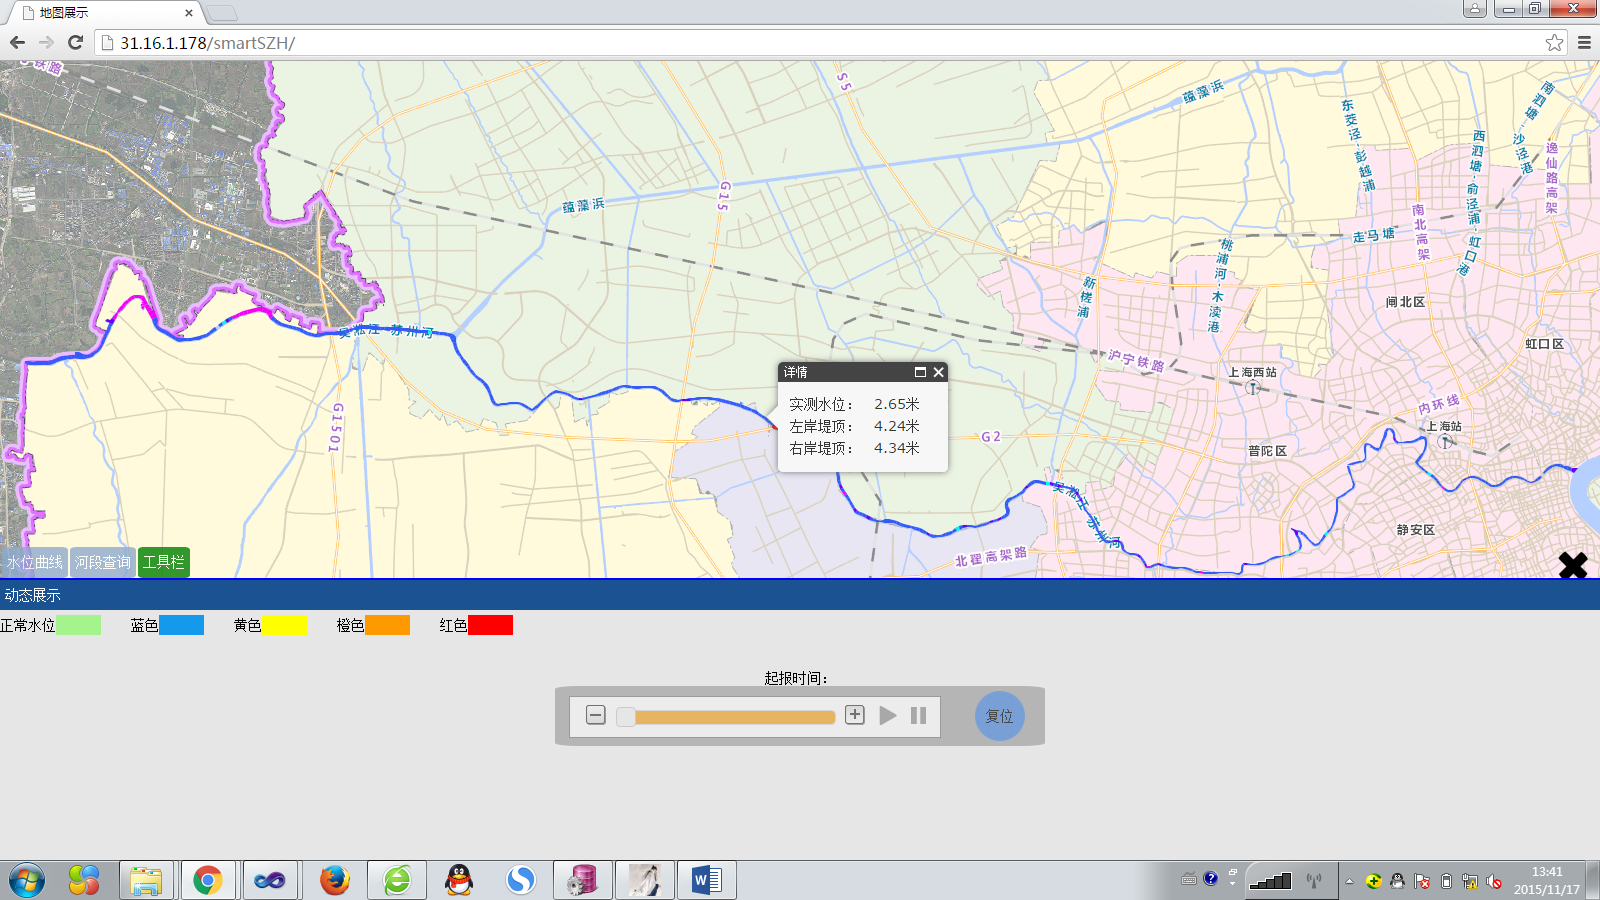 地图展示
31.16.1.178/smartSZH/
铁路
S5
蕴藻浜
东茭泾-彭越浦
西泗塘-俞泾浦-虹口港
南泗塘-沙泾港
逸仙路高架
G15
蕴藻浜
南北高架
走马塘
桃浦河-木渎港
新槎浦
闸北区
吴淞江 苏州河
沪宁铁路
虹口区
上海西站
详情
实测水位： 2.65米
左岸堤顶： 4.24米
右岸堤顶： 4.34米
内环线
G1501
G2
上海站
普陀区
吴淞江 苏州河
静安区
北翟高架路
水位曲线
河段查询
工具栏
动态展示
正常水位 蓝色 黄色 橙色 红色
起报时间：
复位
13:41
2015/11/17